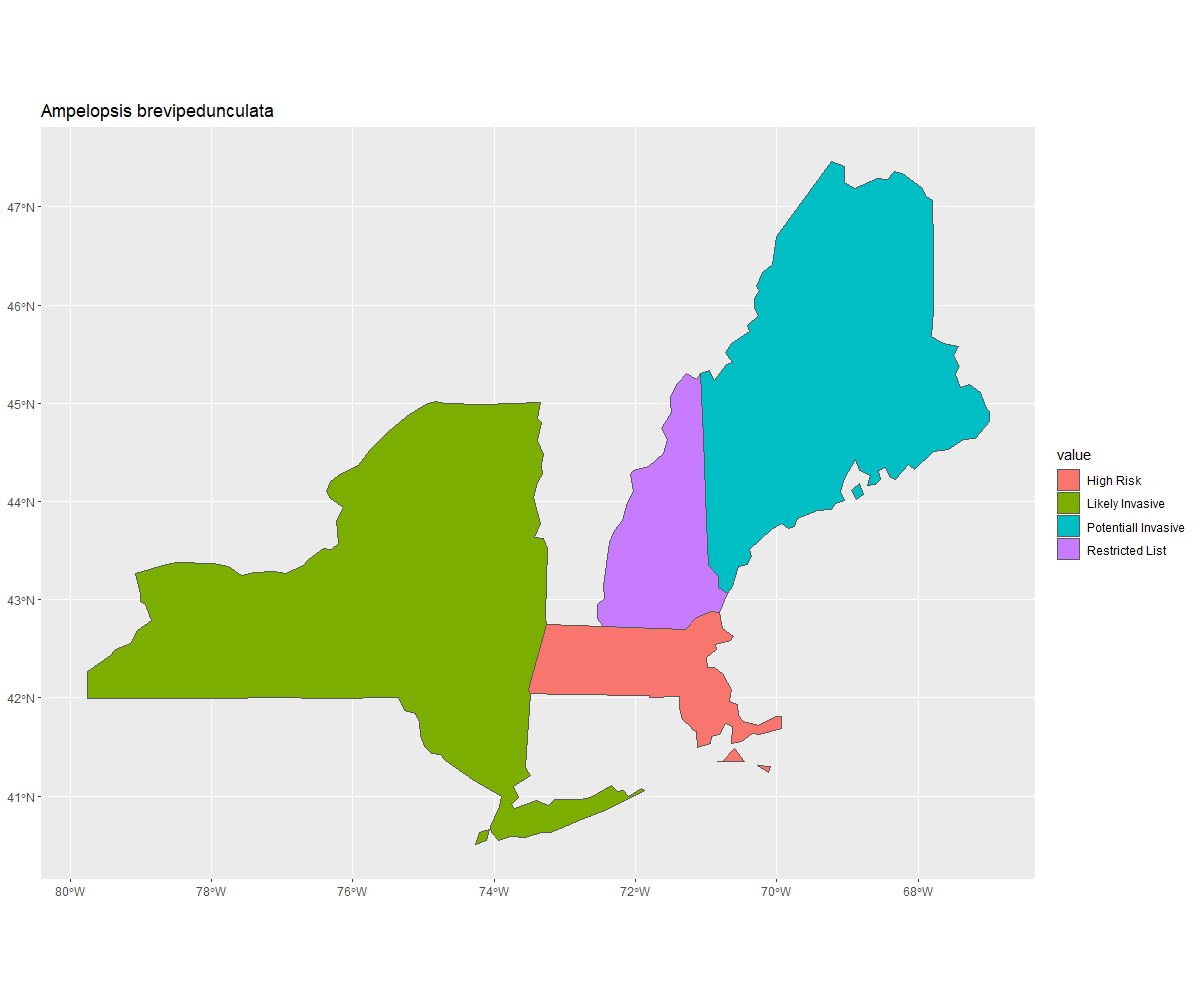 Ampelopsis brevipedunculata
47°N
46°N
45°N
44°N
43°N
42°N
41°N
80°W
78°W
76°W
74°W
72°W
70°W
68°W
value
High Risk
Likely Invasive
Potentiall Invasive
Restricted List